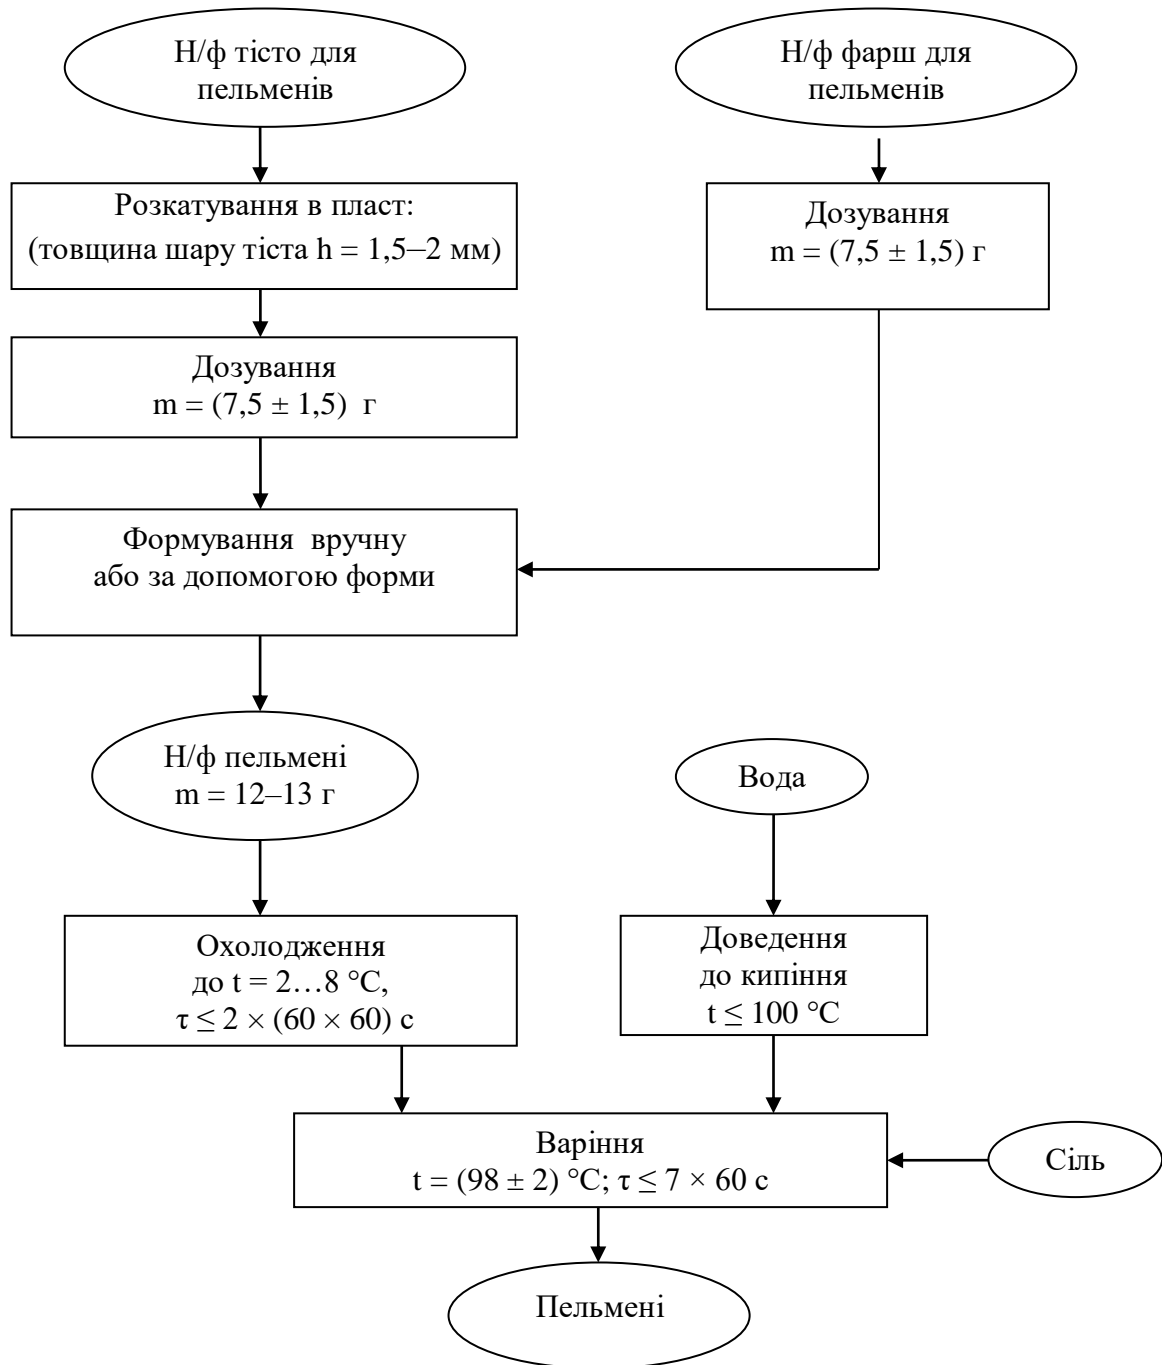 Н/ф тісто для
пельменів
Н/ф фарш для
пельменів
Розкатування в пласт:
(товщина шару тіста h = 1,5–2 мм)
Дозування
m = (7,5 ± 1,5) г
Дозування
m = (7,5 ± 1,5) г
Формування вручну
або за допомогою форми
Н/ф пельмені
m = 12–13 г
Вода
Охолодження
до t = 2…8 °С,
τ ≤ 2 × (60 × 60) с
Доведення
до кипіння
t ≤ 100 °С
Варіння
t = (98 ± 2) °С; τ ≤ 7 × 60 с
Сіль
Пельмені